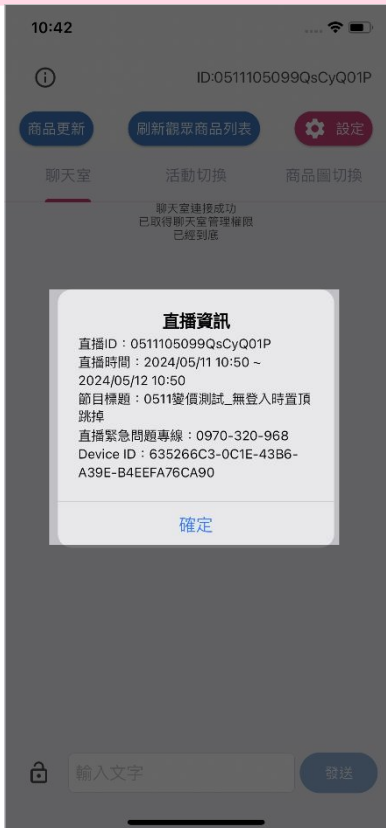 10:42
ID:0511105099QsCyQ01P
商品更新
刷新觀眾商品列表
設定
聊天室
活動切換
商品圖切換
聊天室連接成功
已取得聊天室管理權限
已經到底
直播資訊
直播ID：0511105099QsCyQ01P
直播時間：2024/05/11 10:50 ~
2024/05/12 10:50
節目標題：0511變價測試_無登入時置頂
跳掉
直播緊急問題專線：0970-320-968
Device ID：635266C3-0C1E-43B6-
A39E-B4EEFA76CA90
確定
輸入文字
發送